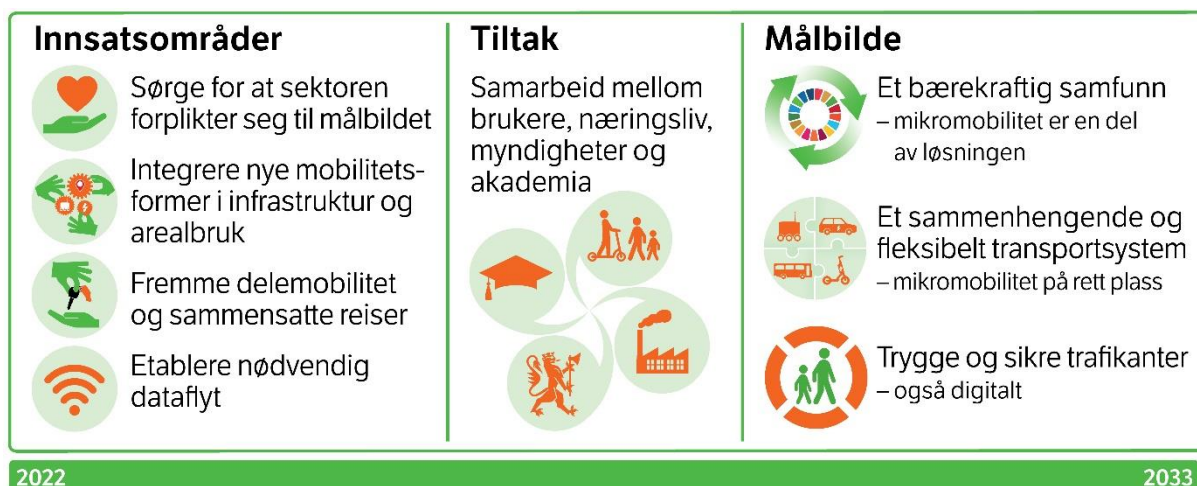 Innsatsområder
Sørge for at sektoren
forplikter seg til målbildet
Integrere nye mobilitets-
former i infrastruktur og
arealbruk
Fremme delemobilitet
og sammensatte reiser
Etablere nødvendig
dataflyt
Tiltak
Samarbeid mellom
brukere, næringsliv,
myndigheter og
akademia
Målbilde
Et bærekraftig samfunn
– mikromobilitet er en del
av løsningen
Et sammenhengende og
fleksibelt transportsystem
– mikromobilitet på rett plass
Trygge og sikre trafikanter
– også digitalt
2022
2033